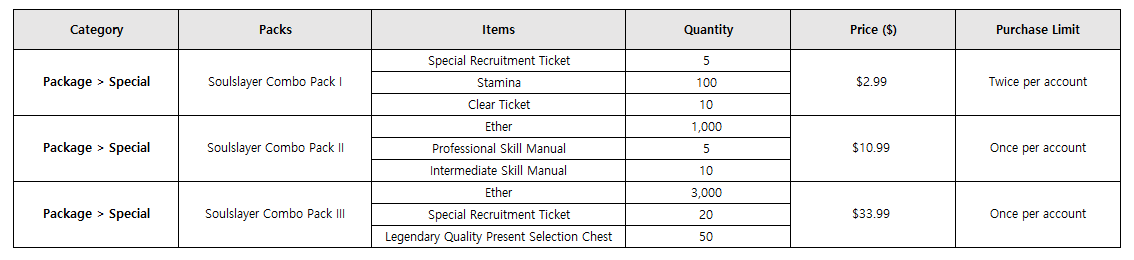 Category Packs Items Quantity Price ($) Purchase Limit
Special Recruitment Ticket 5
Package > Special Soulslayer Combo Pack I Stamina 100 $2.99 Twice per account
Clear Ticket 10
Ether 1,000
Package > Special Soulslayer Combo Pack II Professional Skill Manual 5 $10.99 Once per account
Intermediate Skill Manual 10
Ether 3,000
Package > Special Soulslayer Combo Pack III Special Recruitment Ticket 20 $33.99 Once per account
Legendary Quality Present Selection Chest 50